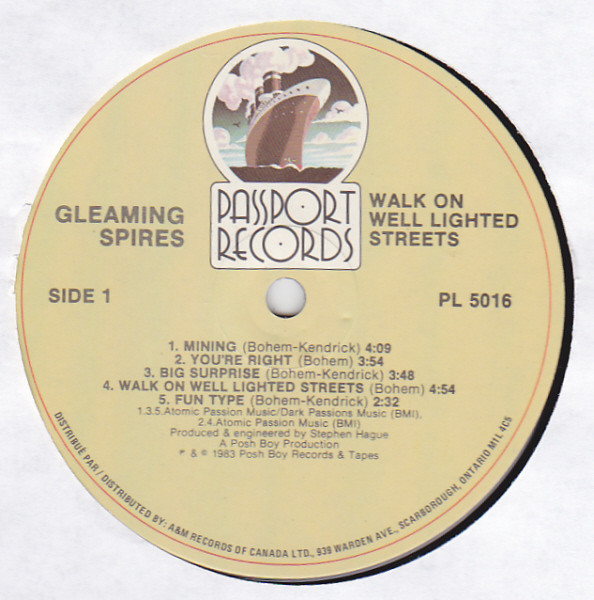 PASSPORT
RECORDS
GLEAMING
SPIRES
WALK ON
WELL LIGHTED
STREETS
SIDE 1
PL 5016
1. MINING (Bohem-Kendrick) 4:09
2. YOU'RE RIGHT (Bohem) 3:54
3. BIG SURPRISE (Bohem-Kendrick) 3:48
4. WALK ON WELL LIGHTED STREETS (Bohem) 4:54
5. FUN TYPE (Bohem-Kendrick) 2:32
1.3.5.Atomic Passion Music/Dark Passions Music (BMI).
2.4.Atomic Passion Music (BMI)
Produced & engineered by Stephen Hague
A Posh Boy Production
℗ & © 1983 Posh Boy Records & Tapes
DISTRIBUÉ PAR / DISTRIBUTED BY: A&M RECORDS OF CANADA LTD., 939 WARDEN AVE., SCARBOROUGH, ONTARIO M1L 4C5